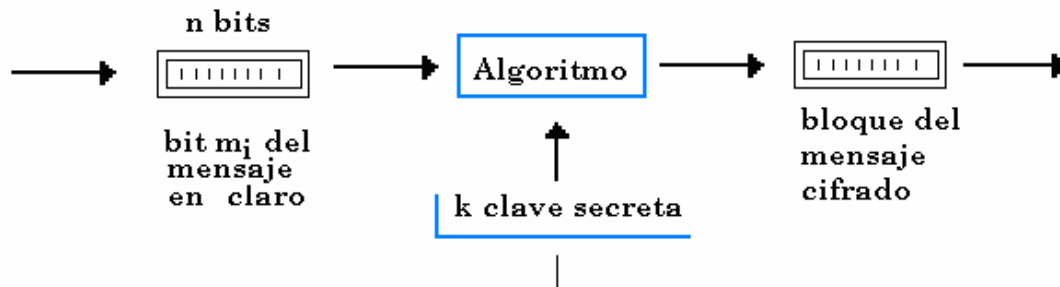 n bits
bit mᵢ del
mensaje
en claro
Algoritmo
k clave secreta
bloque del
mensaje
cifrado